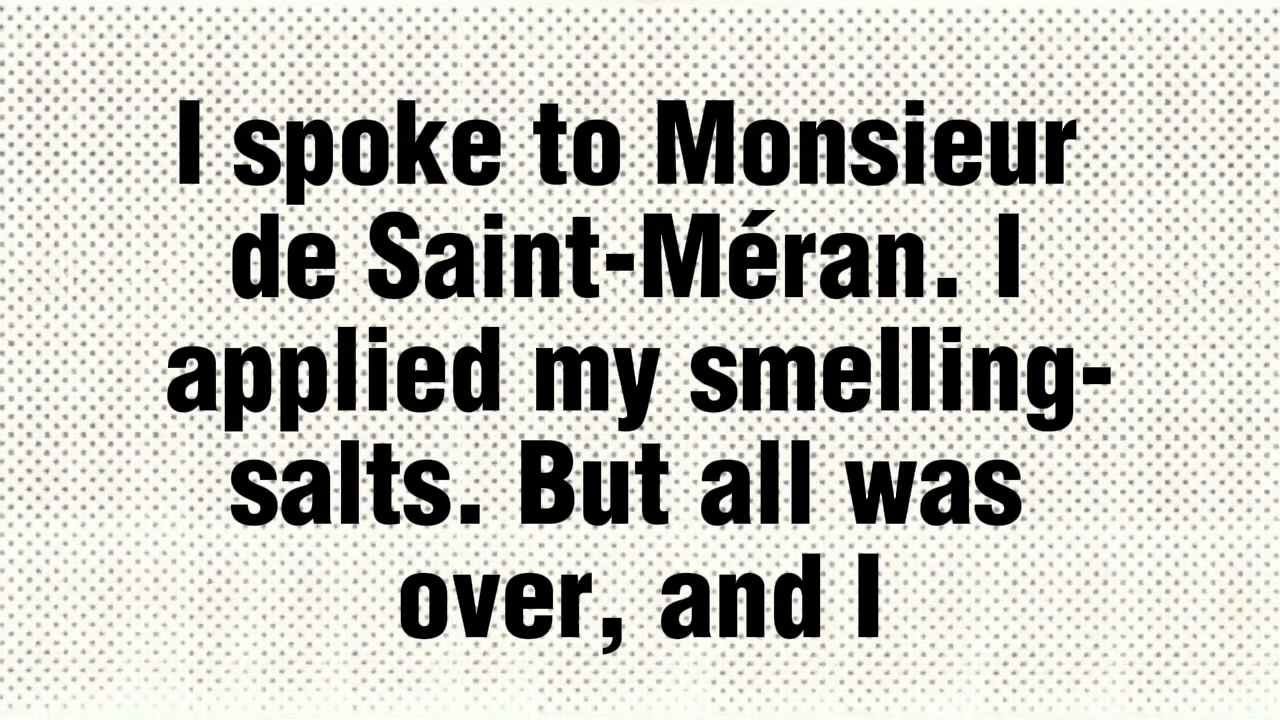 I spoke to Monsieur
de Saint-Méran. I
applied my smelling-
salts. But all was
over, and I